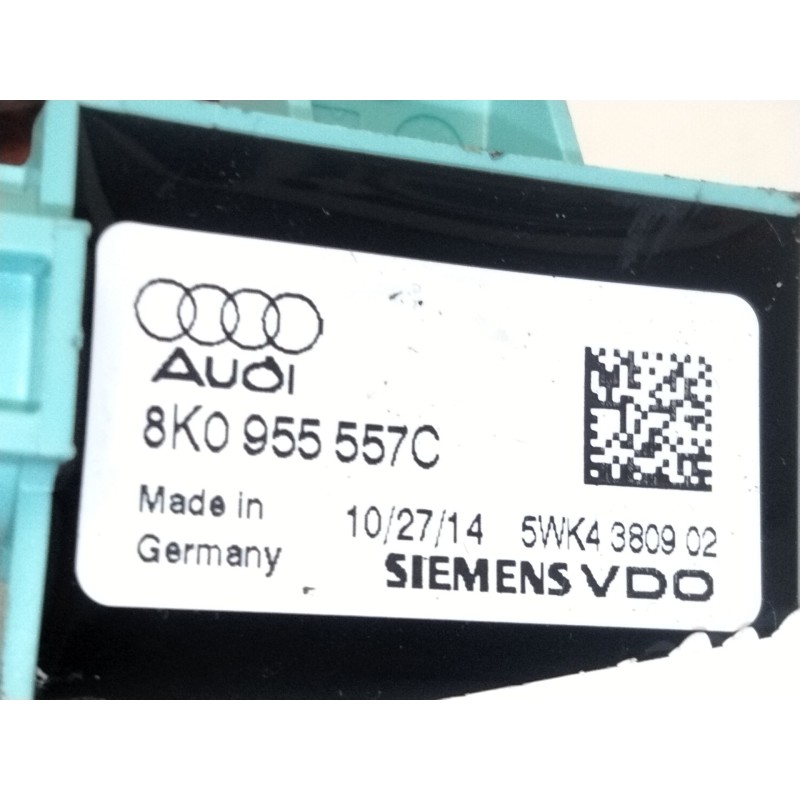 AUDI
8K0 955 557C
Made in Germany
10/27/14 5WK4 3809 02
SIEMENS VDO